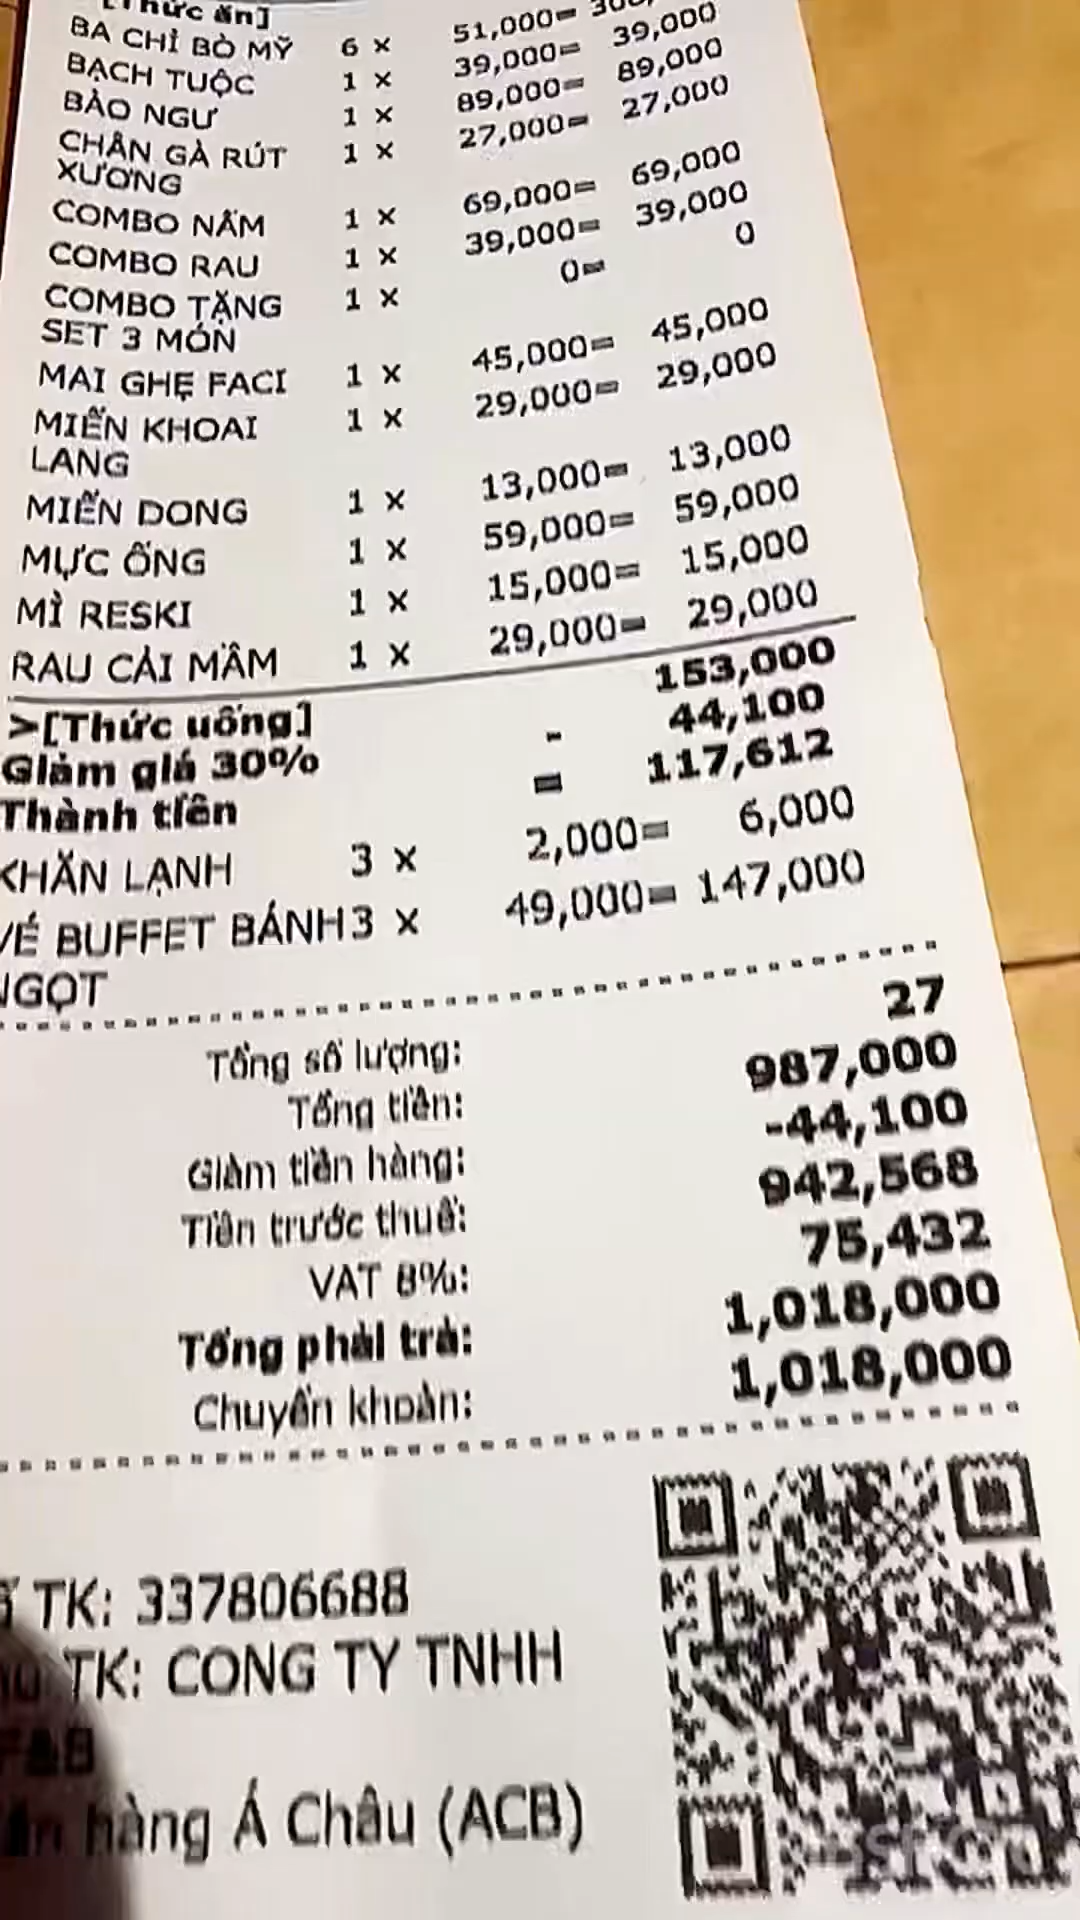 [Thức ăn]
BA CHỈ BÒ MỸ 6 x 51,000=
BẠCH TUỘC 1 x 39,000= 39,000
BÀO NGƯ 1 x 89,000= 89,000
CHÂN GÀ RÚT 1 x 27,000= 27,000
XƯƠNG
COMBO NẤM 1 x 69,000= 69,000
COMBO RAU 1 x 39,000= 39,000
COMBO TẶNG 1 x 0= 0
SET 3 MÓN
MAI GHẸ FACI 1 x 45,000= 45,000
MIẾN KHOAI 1 x 29,000= 29,000
LANG
MIẾN DONG 1 x 13,000= 13,000
MỰC ỐNG 1 x 59,000= 59,000
MÌ RESKI 1 x 15,000= 15,000
RAU CẢI MẦM 1 x 29,000= 29,000
>[Thức uống] 153,000
Giảm giá 30% - 44,100
Thành tiền = 117,612
KHĂN LẠNH 3 x 2,000= 6,000
VÉ BUFFET BÁNH 3 x 49,000= 147,000
NGỌT
Tổng số lượng: 27
Tổng tiền: 987,000
Giảm tiền hàng: -44,100
Tiền trước thuế: 942,568
VAT 8%: 75,432
Tổng phải trả: 1,018,000
Chuyển khoản: 1,018,000
TK: 337806688
TK: CONG TY TNHH
F&B
hàng Á Châu (ACB)